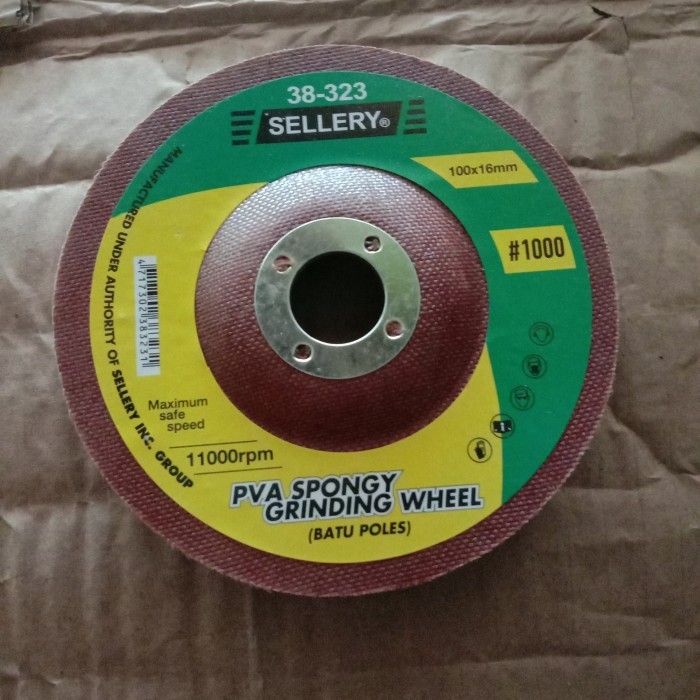 38-323
SELLERY®
100x16mm
#1000
MANUFACTURED UNDER AUTHORITY OF SELLERY INC. GROUP
4717302383231
Maximum
safe
speed
11000rpm
PVA SPONGY
GRINDING WHEEL
(BATU POLES)